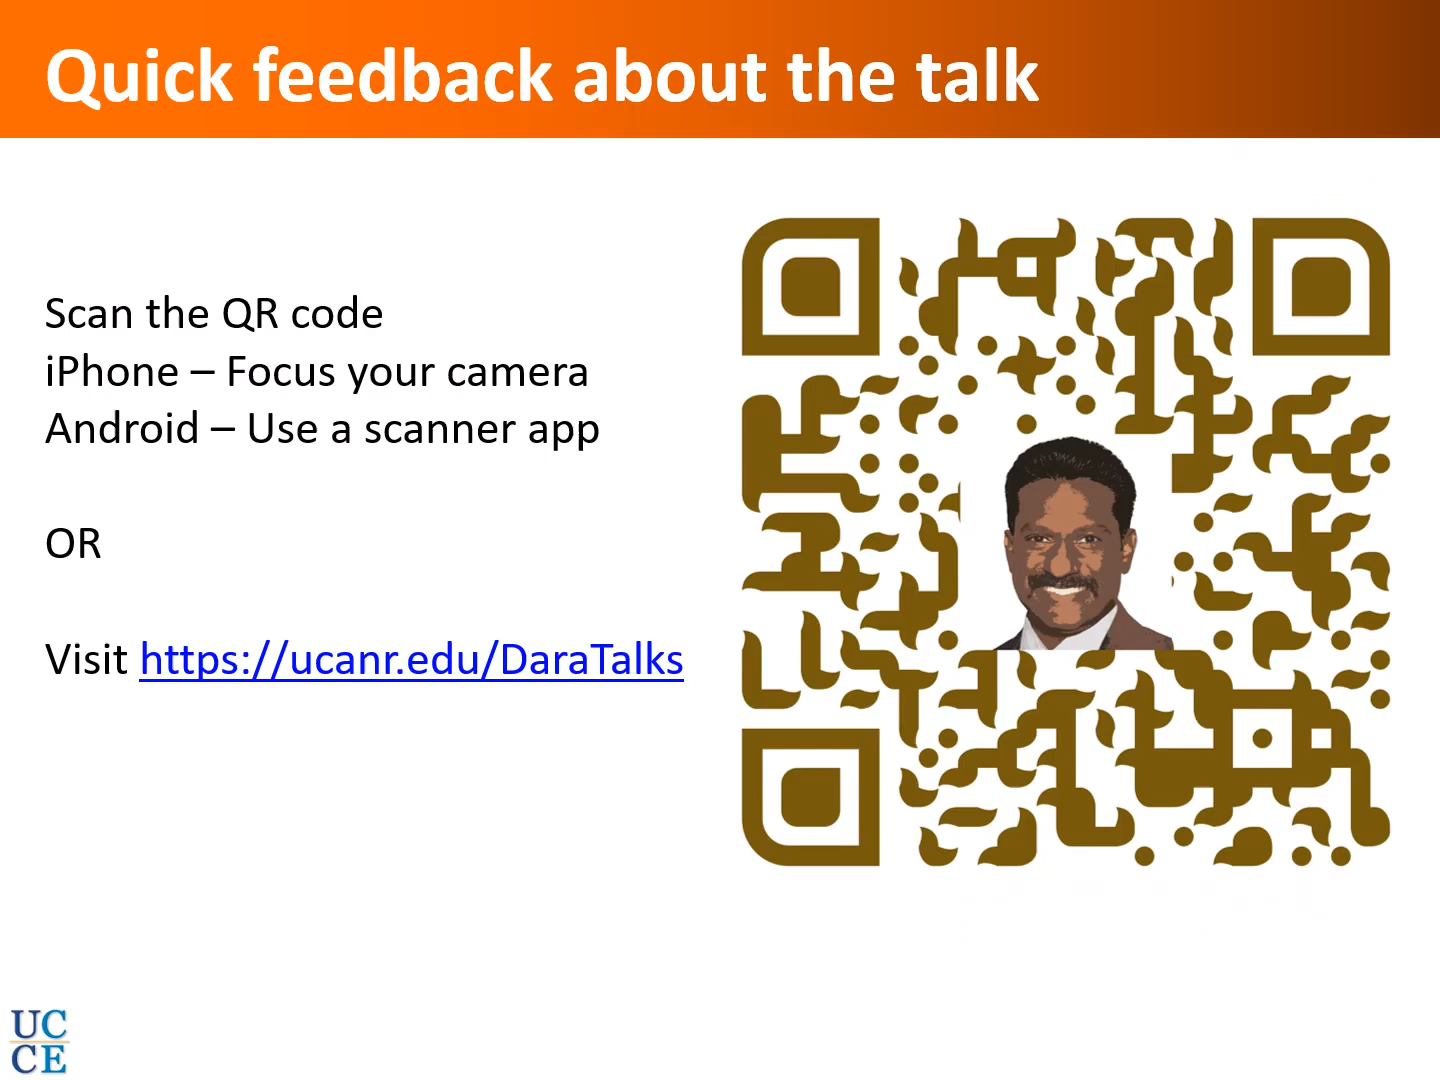 Quick feedback about the talk
Scan the QR code
iPhone – Focus your camera
Android – Use a scanner app
OR
Visit https://ucanr.edu/DaraTalks
UC
CE